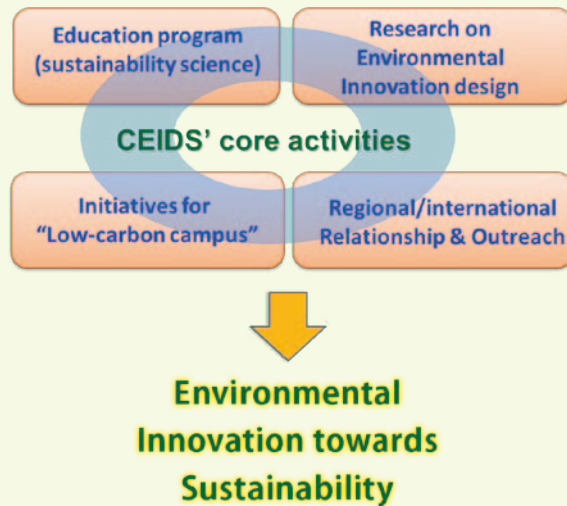 Education program
(sustainability science)
Research on
Environmental
Innovation design
CEIDS' core activities
Initiatives for
"Low-carbon campus"
Regional/international
Relationship & Outreach
Environmental
Innovation towards
Sustainability